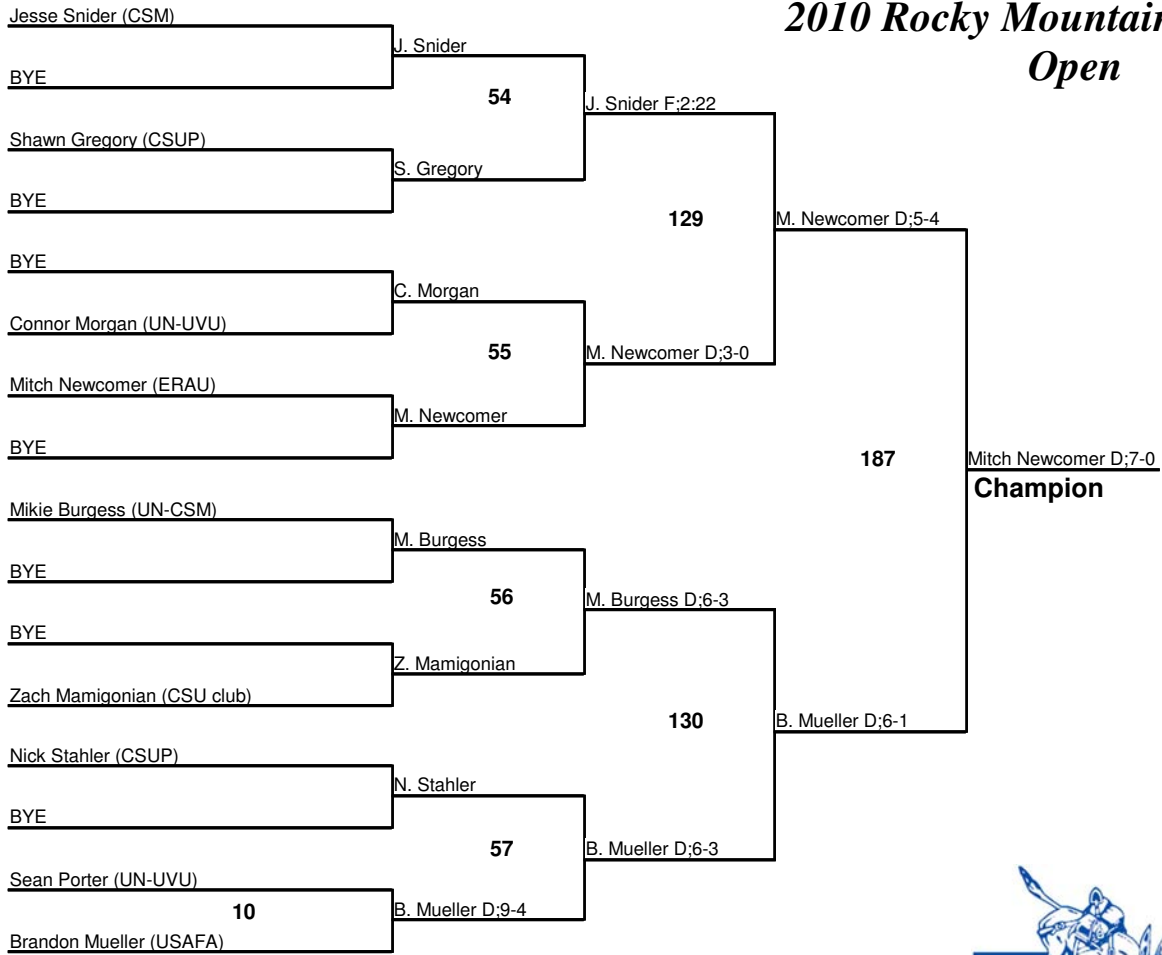 2010 Rocky Mountain
Open
Jesse Snider (CSM)
J. Snider
BYE
54
J. Snider F;2:22
Shawn Gregory (CSUP)
S. Gregory
BYE
129
M. Newcomer D;5-4
BYE
C. Morgan
Connor Morgan (UN-UVU)
55
M. Newcomer D;3-0
Mitch Newcomer (ERAU)
M. Newcomer
BYE
187
Mitch Newcomer D;7-0
Champion
Mikie Burgess (UN-CSM)
M. Burgess
BYE
56
M. Burgess D;6-3
BYE
Z. Mamigonian
Zach Mamigonian (CSU club)
130
B. Mueller D;6-1
Nick Stahler (CSUP)
N. Stahler
BYE
57
B. Mueller D;6-3
Sean Porter (UN-UVU)
10
B. Mueller D;9-4
Brandon Mueller (USAFA)